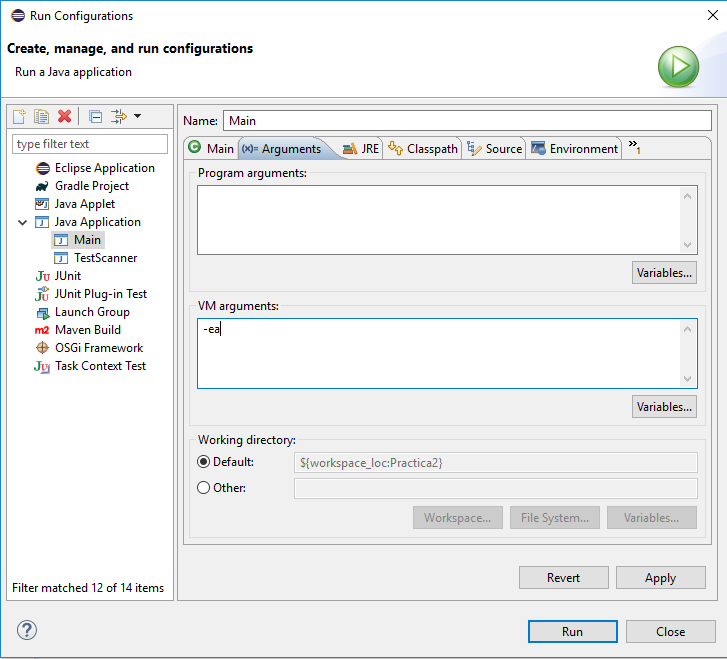 Run Configurations
Create, manage, and run configurations
Run a Java application
type filter text
Eclipse Application
Gradle Project
Java Applet
Java Application
Main
TestScanner
JUnit
JUnit Plug-in Test
Launch Group
Maven Build
OSGi Framework
Task Context Test
Filter matched 12 of 14 items
Name: Main
Main (x)= Arguments JRE Classpath Source Environment »1
Program arguments:
Variables...
VM arguments:
-ea
Variables...
Working directory:
Default: ${workspace_loc:Practica2}
Other:
Workspace... File System... Variables...
Revert Apply
Run Close